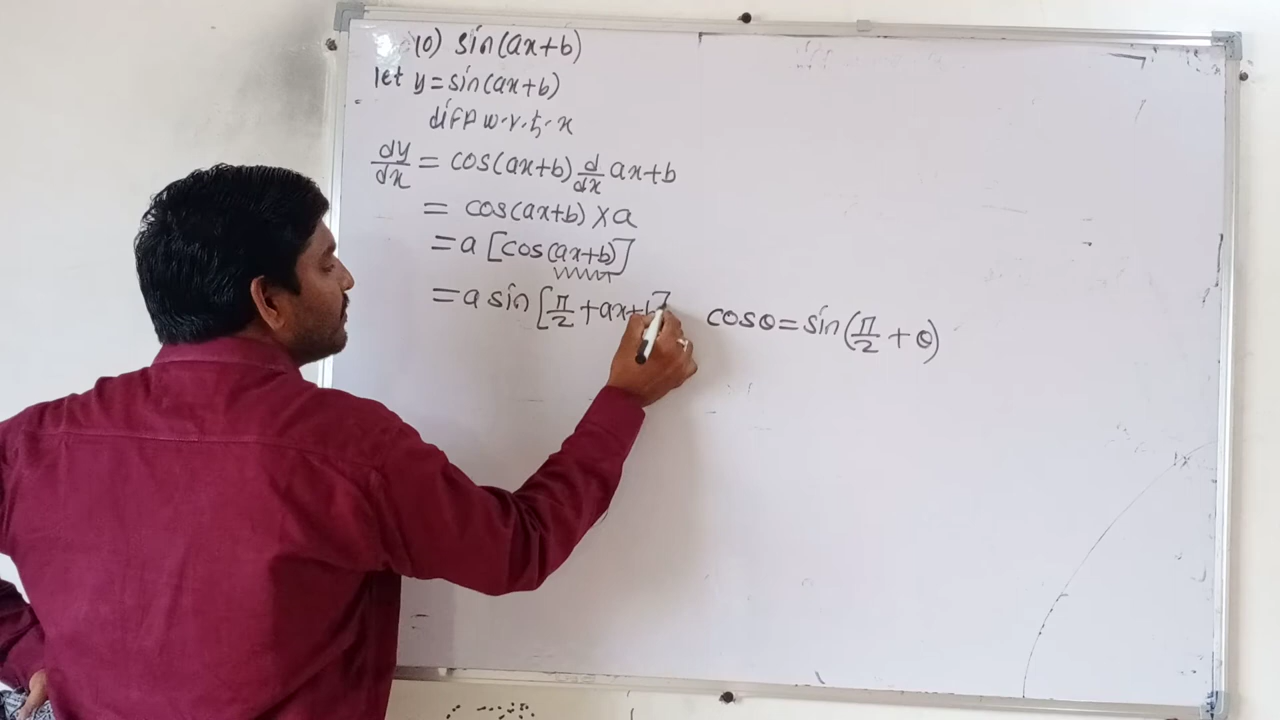 10) sin(ax+b)
let y=sin(ax+b)
diff w.r.t. x
dy/dx = cos(ax+b) d/dx ax+b
= cos(ax+b) × a
= a [cos(ax+b)]
= a sin [π/2 + ax+b]
cosθ = sin(π/2 + θ)